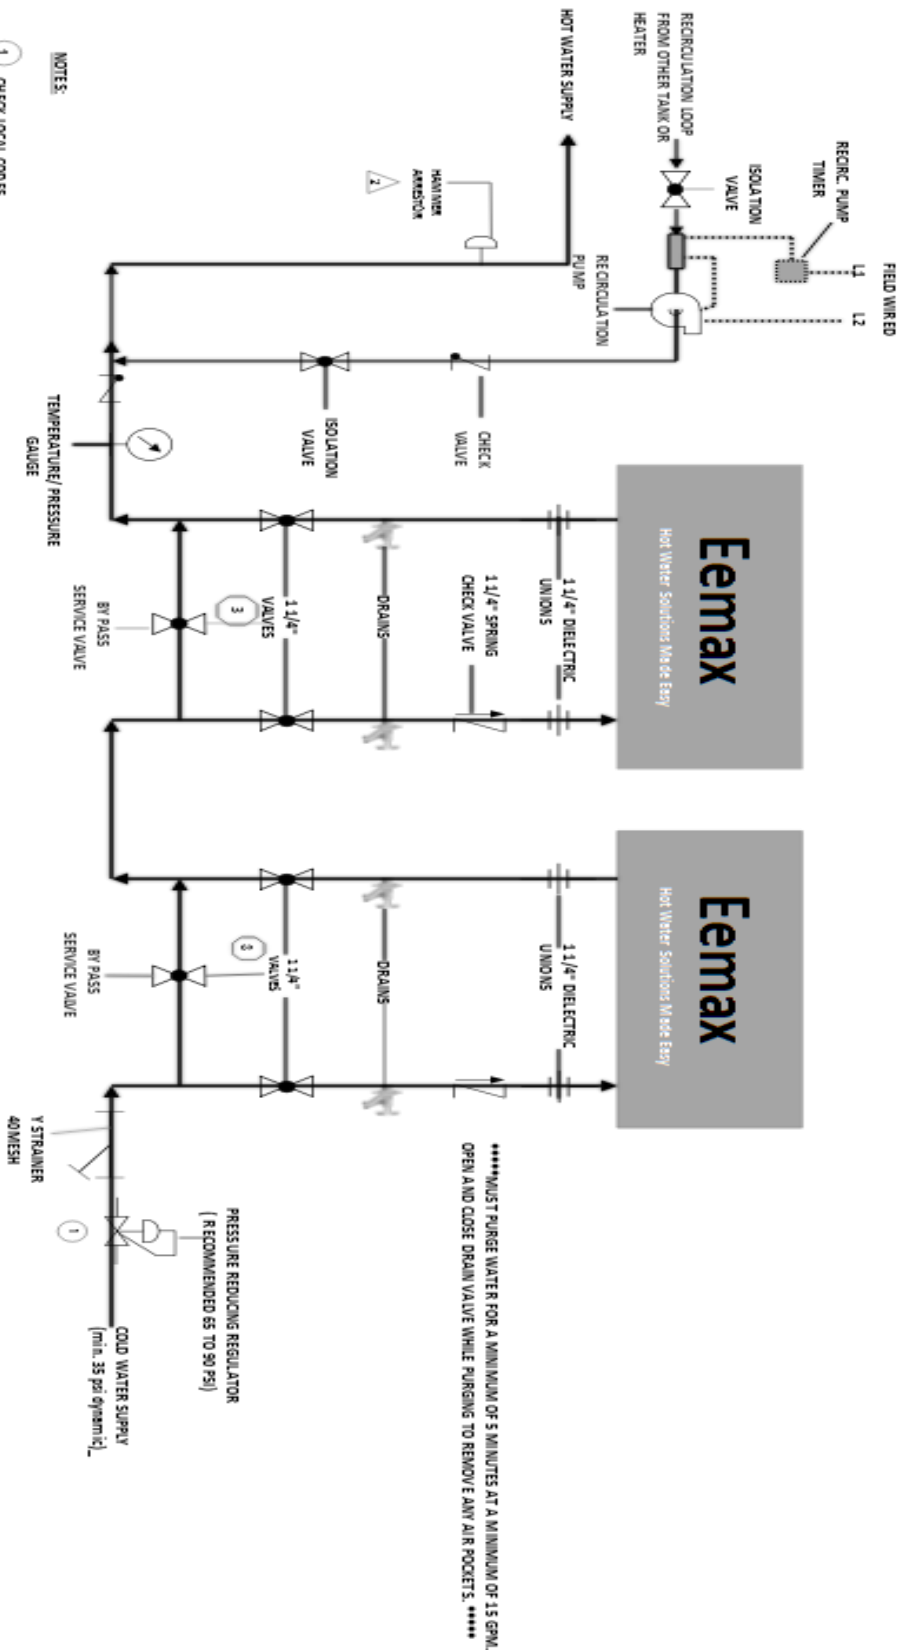 FIELD WIRED
L1
L2
RECIRC. PUMP
TIMER
ISOLATION
VALVE
RECIRCULATION LOOP
FROM OTHER TANK OR
HEATER
RECIRCULATION
PUMP
HOT WATER SUPPLY
HAMMER
ARRESTOR
2
CHECK
VALVE
ISOLATION
VALVE
TEMPERATURE/ PRESSURE
GAUGE
Eemax
Hot Water Solutions Made Easy
1 1/4" DIELECTRIC
UNIONS
1 1/4" SPRING
CHECK VALVE
DRAINS
1 1/4"
VALVES
3
BY PASS
SERVICE VALVE
Eemax
Hot Water Solutions Made Easy
1 1/4" DIELECTRIC
UNIONS
DRAINS
1 1/4"
VALVES
3
BY PASS
SERVICE VALVE
*****MUST PURGE WATER FOR A MINIMUM OF 5 MINUTES AT A MINIMUM OF 15 GPM.
OPEN AND CLOSE DRAIN VALVE WHILE PURGING TO REMOVE ANY AIR POCKETS. *****
PRESSURE REDUCING REGULATOR
( RECOMMENDED 65 TO 90 PSI)
1
COLD WATER SUPPLY
(min. 35 psi dynamic)_
Y STRAINER
40 MESH
NOTES:
1 CHECK LOCAL CODES